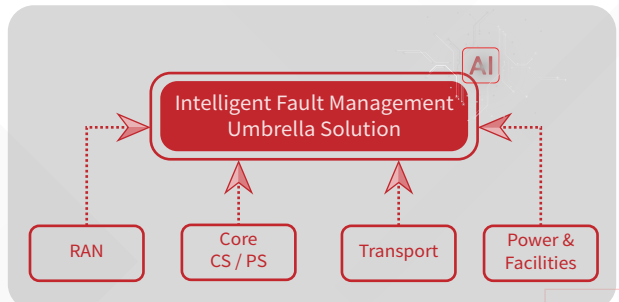 AI
Intelligent Fault Management
Umbrella Solution
RAN
Core
CS / PS
Transport
Power &
Facilities